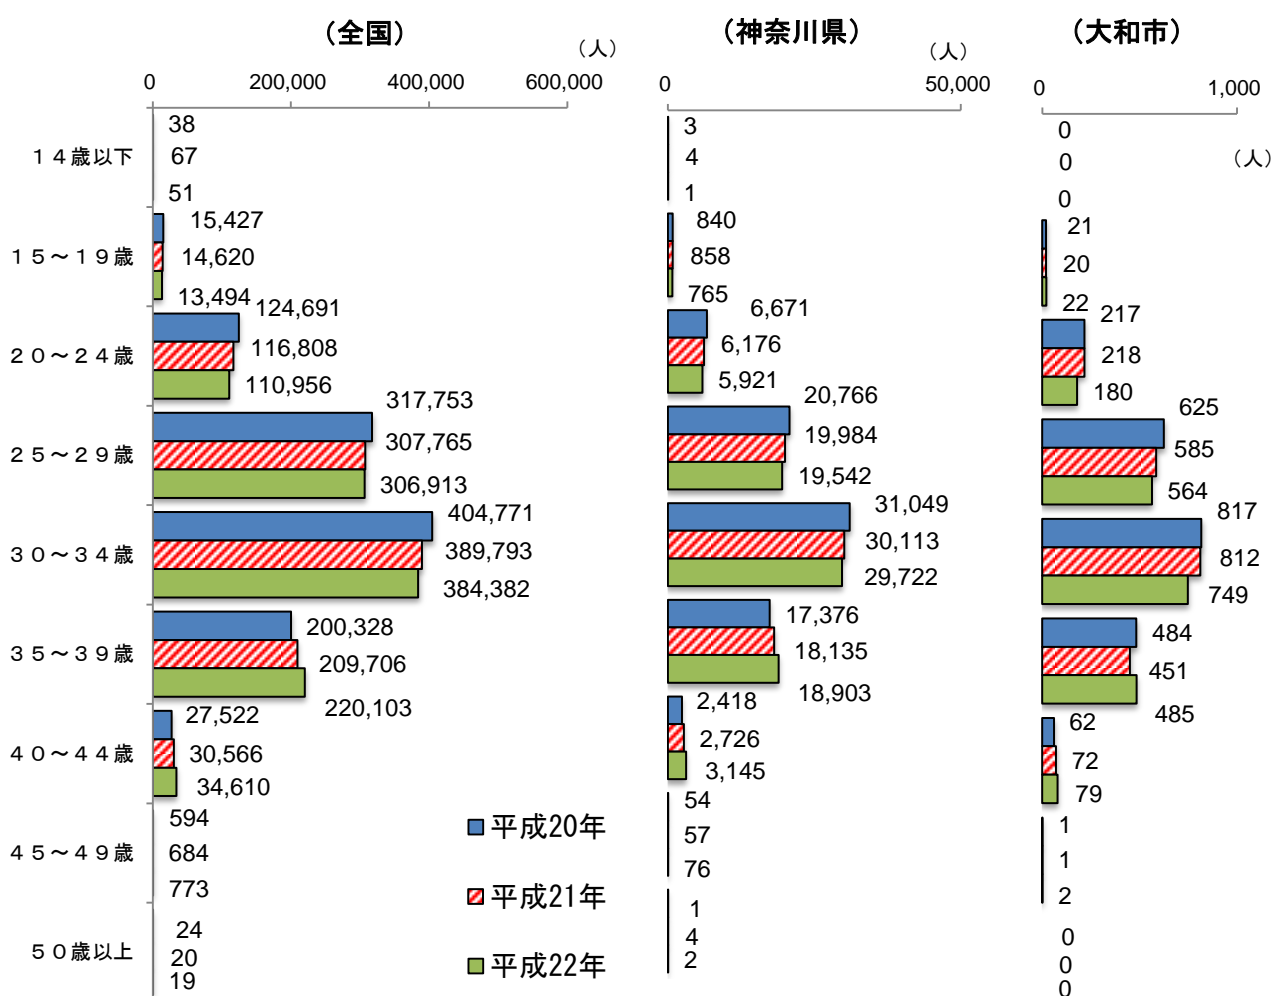 （全国）
（人）
0 200,000 400,000 600,000
（神奈川県）
（人）
0 50,000
（大和市）
0 1,000
（人）
１４歳以下
38 3 0
67 4 0
51 1 0
１５～１９歳
15,427 840 21
14,620 858 20
13,494 765 22
２０～２４歳
124,691 6,671 217
116,808 6,176 218
110,956 5,921 180
２５～２９歳
317,753 20,766 625
307,765 19,984 585
306,913 19,542 564
３０～３４歳
404,771 31,049 817
389,793 30,113 812
384,382 29,722 749
３５～３９歳
200,328 17,376 484
209,706 18,135 451
220,103 18,903 485
４０～４４歳
27,522 2,418 62
30,566 2,726 72
34,610 3,145 79
４５～４９歳
594 54 1
684 57 1
773 76 2
５０歳以上
24 1 0
20 4 0
19 2 0
平成20年
平成21年
平成22年